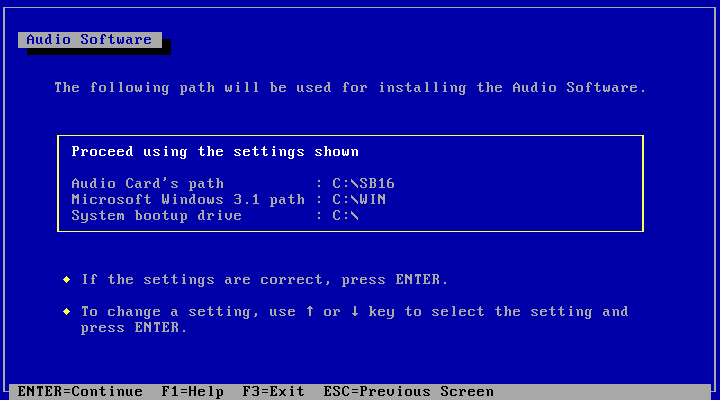 Audio Software
The following path will be used for installing the Audio Software.
Proceed using the settings shown
Audio Card's path          : C:\SB16
Microsoft Windows 3.1 path : C:\WIN
System bootup drive        : C:\
♦ If the settings are correct, press ENTER.
♦ To change a setting, use ↑ or ↓ key to select the setting and
press ENTER.
ENTER=Continue  F1=Help  F3=Exit  ESC=Previous Screen